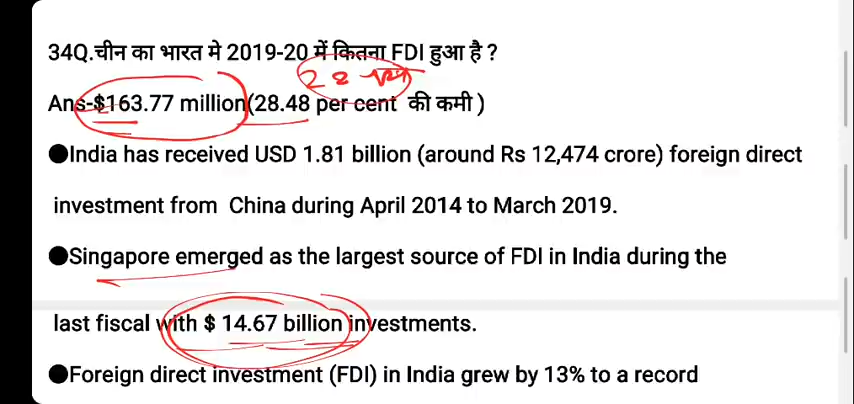 34Q.चीन का भारत मे 2019-20 में कितना FDI हुआ है ?
Ans-$163.77 million(28.48 per cent की कमी )
●India has received USD 1.81 billion (around Rs 12,474 crore) foreign direct
investment from China during April 2014 to March 2019.
●Singapore emerged as the largest source of FDI in India during the
last fiscal with $ 14.67 billion investments.
●Foreign direct investment (FDI) in India grew by 13% to a record